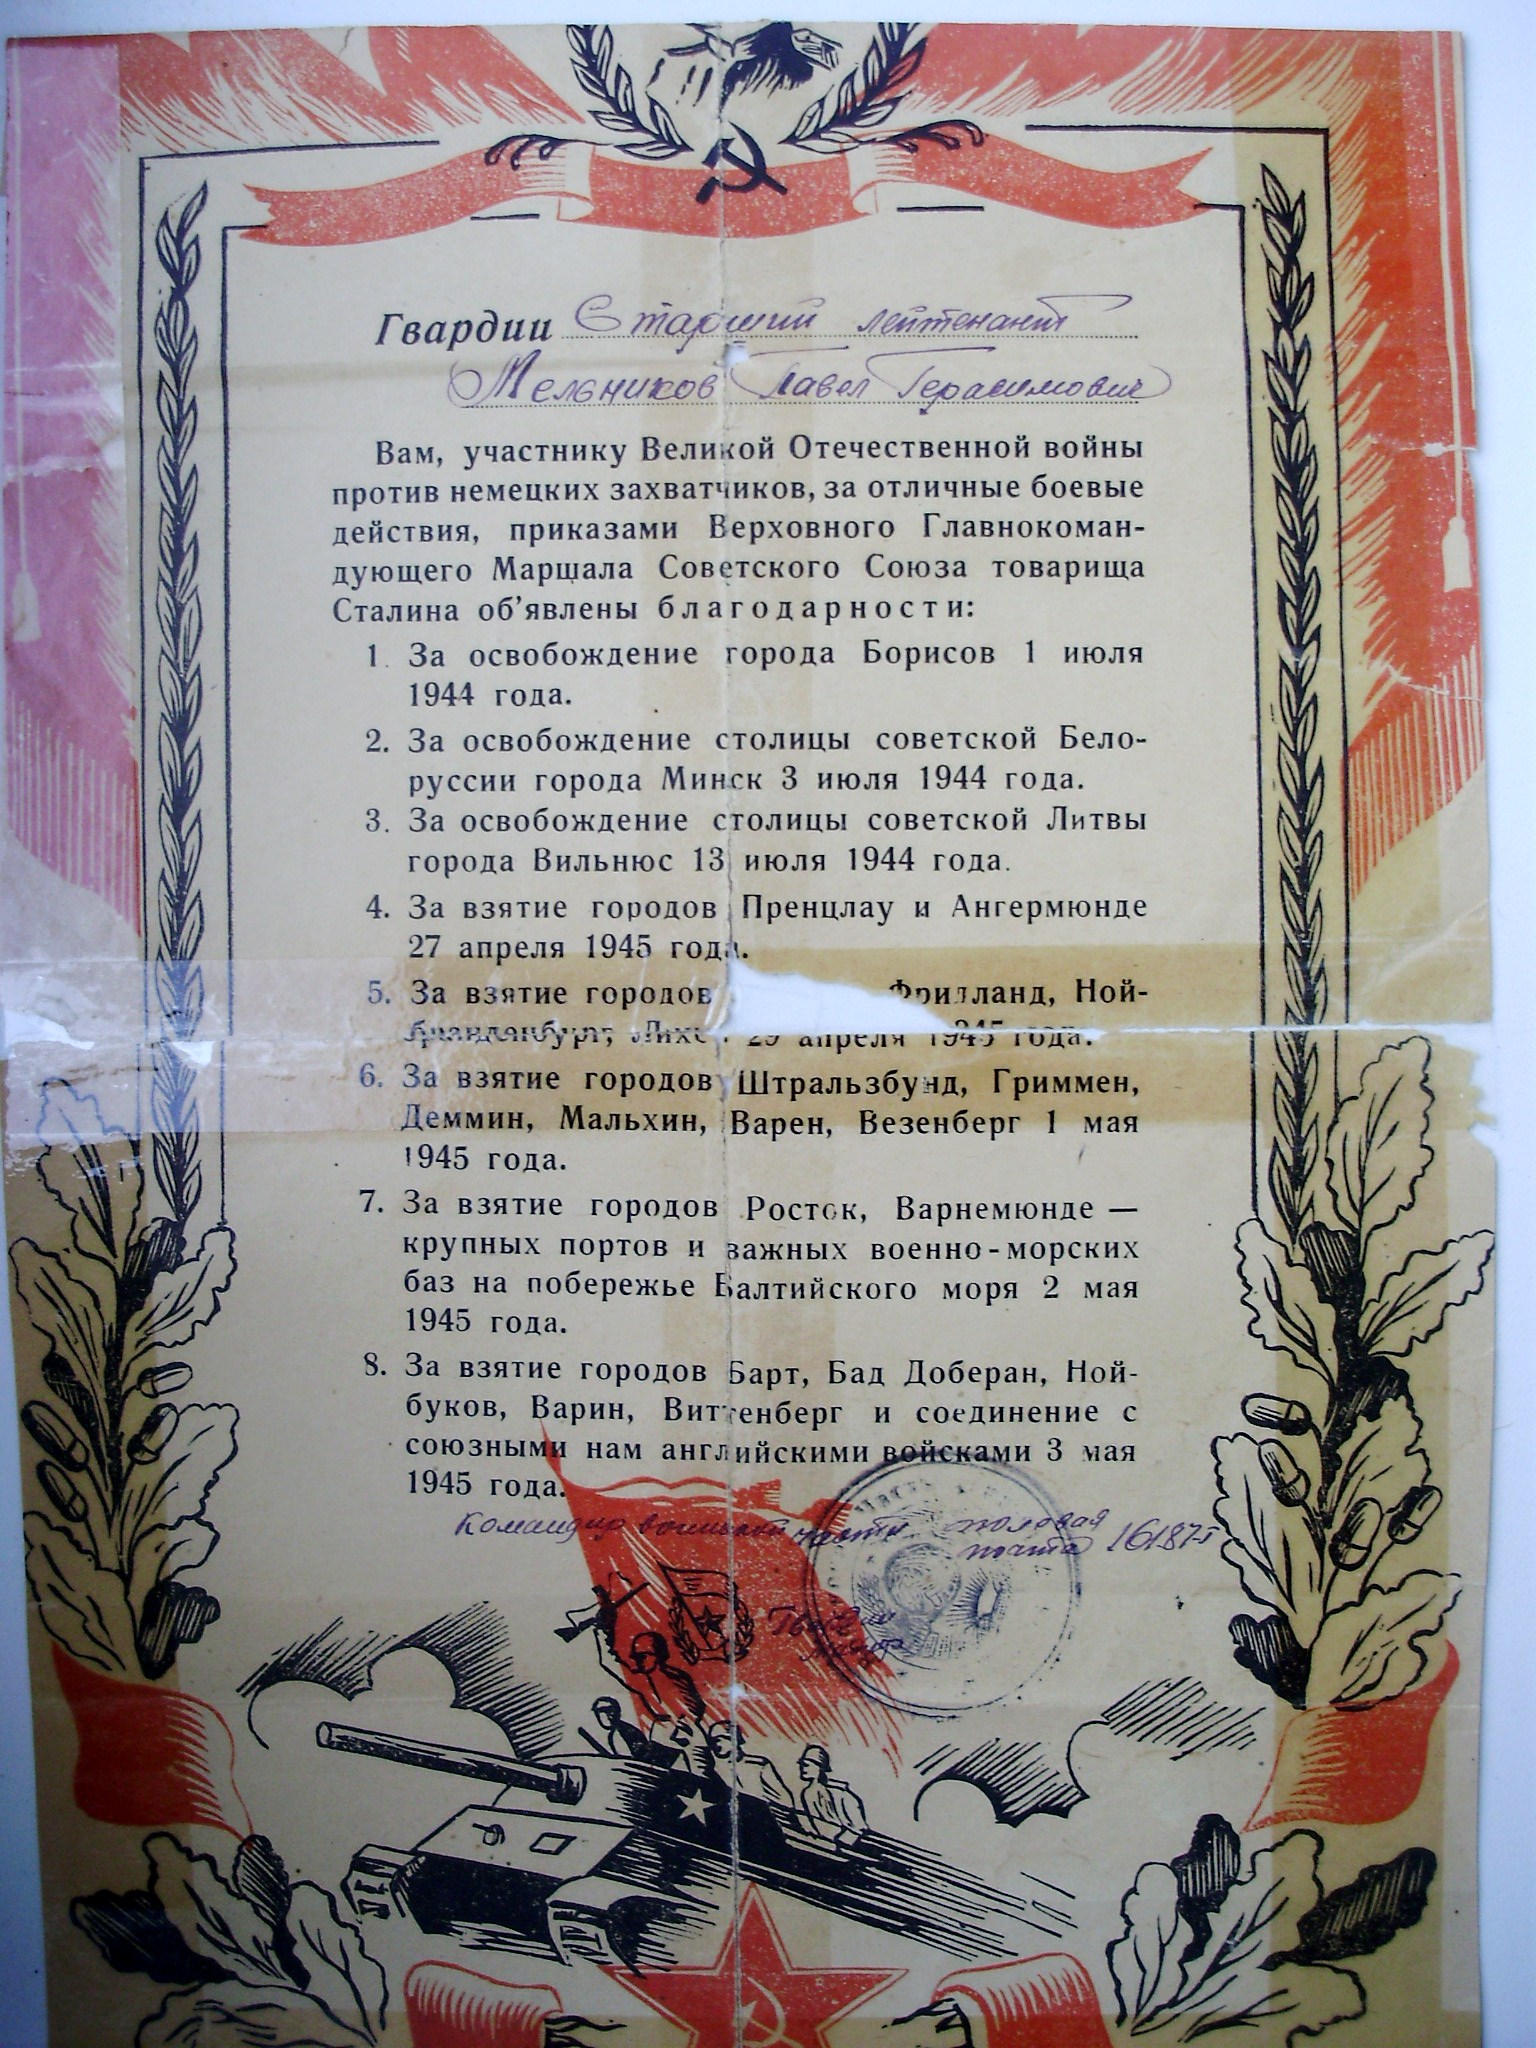 Гвардии Старший лейтенант
Мельников Павел Герасимович
Вам, участнику Великой Отечественной войны
против немецких захватчиков, за отличные боевые
действия, приказами Верховного Главнокоман-
дующего Маршала Советского Союза товарища
Сталина об'явлены благодарности:
1. За освобождение города Борисов 1 июля
1944 года.
2. За освобождение столицы советской Бело-
руссии города Минск 3 июля 1944 года.
3. За освобождение столицы советской Литвы
города Вильнюс 13 июля 1944 года.
4. За взятие городов Пренцлау и Ангермюнде
27 апреля 1945 года.
5. За взятие городов Фридланд, Ной-
бранденбург, 29 апреля 1945 года.
6. За взятие городов Штральзбунд, Гриммен,
Деммин, Мальхин, Варен, Везенберг 1 мая
1945 года.
7. За взятие городов Росток, Варнемюнде —
крупных портов и важных военно-морских
баз на побережье Балтийского моря 2 мая
1945 года.
8. За взятие городов Барт, Бад Доберан, Ной-
буков, Варин, Виттенберг и соединение с
союзными нам английскими войсками 3 мая
1945 года.
Командир воинской части полевая
почта 16187-